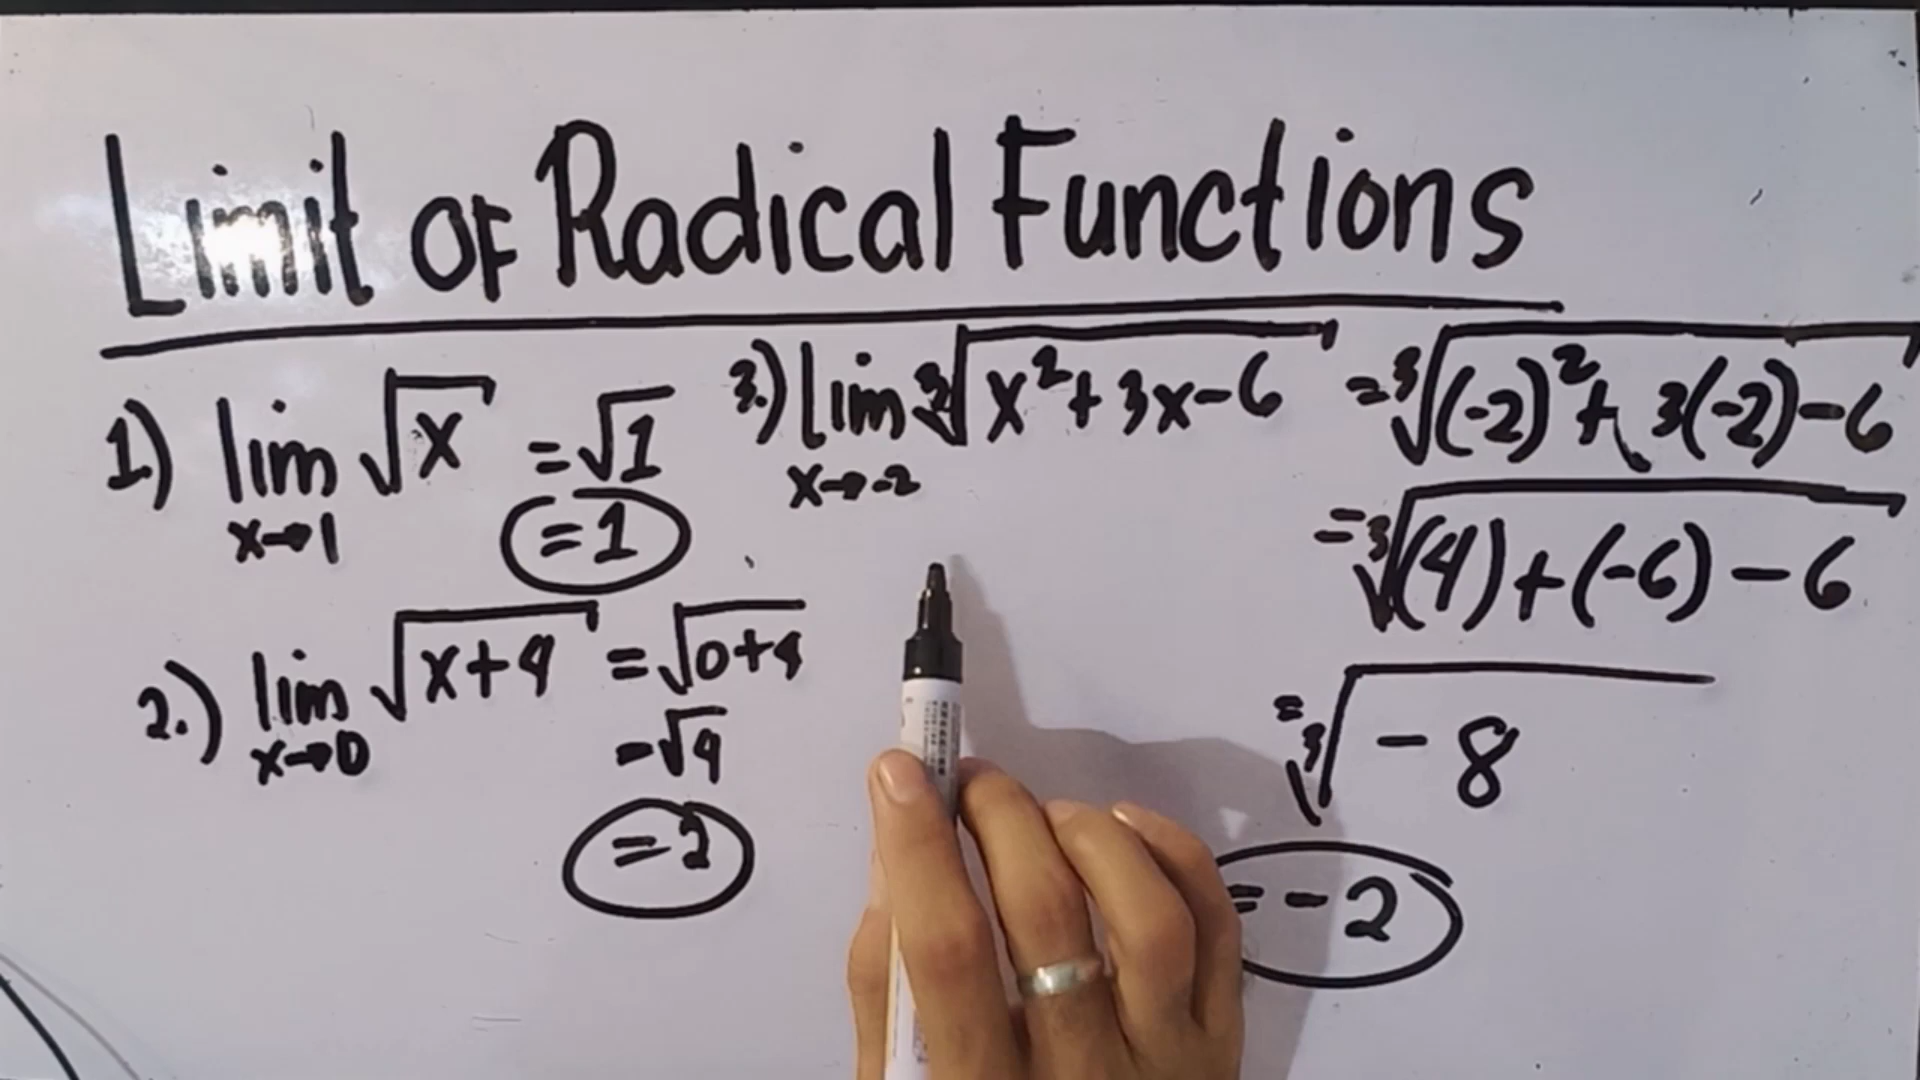 Limit of Radical Functions
1.) lim √x = √1
x→1
= 1
2.) lim √x+4 = √0+4
x→0
= √4
= 2
3.) lim ∛x²+3x-6 = ∛(-2)²+3(-2)-6
x→-2
= ∛(4)+(-6)-6
= ∛-8
= -2